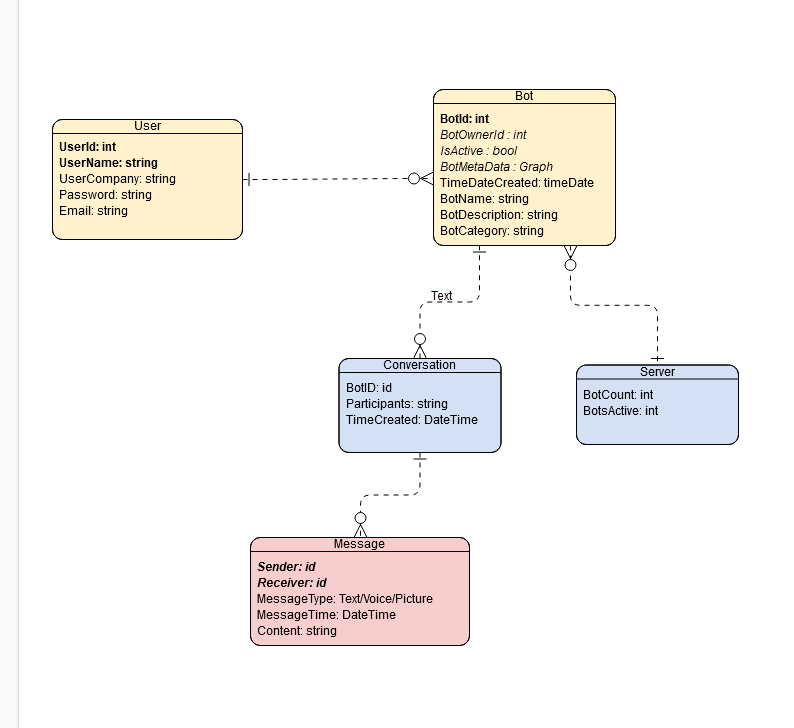 User
UserId: int
UserName: string
UserCompany: string
Password: string
Email: string
Bot
BotId: int
BotOwnerId : int
IsActive : bool
BotMetaData : Graph
TimeDateCreated: timeDate
BotName: string
BotDescription: string
BotCategory: string
Text
Conversation
BotID: id
Participants: string
TimeCreated: DateTime
Server
BotCount: int
BotsActive: int
Message
Sender: id
Receiver: id
MessageType: Text/Voice/Picture
MessageTime: DateTime
Content: string